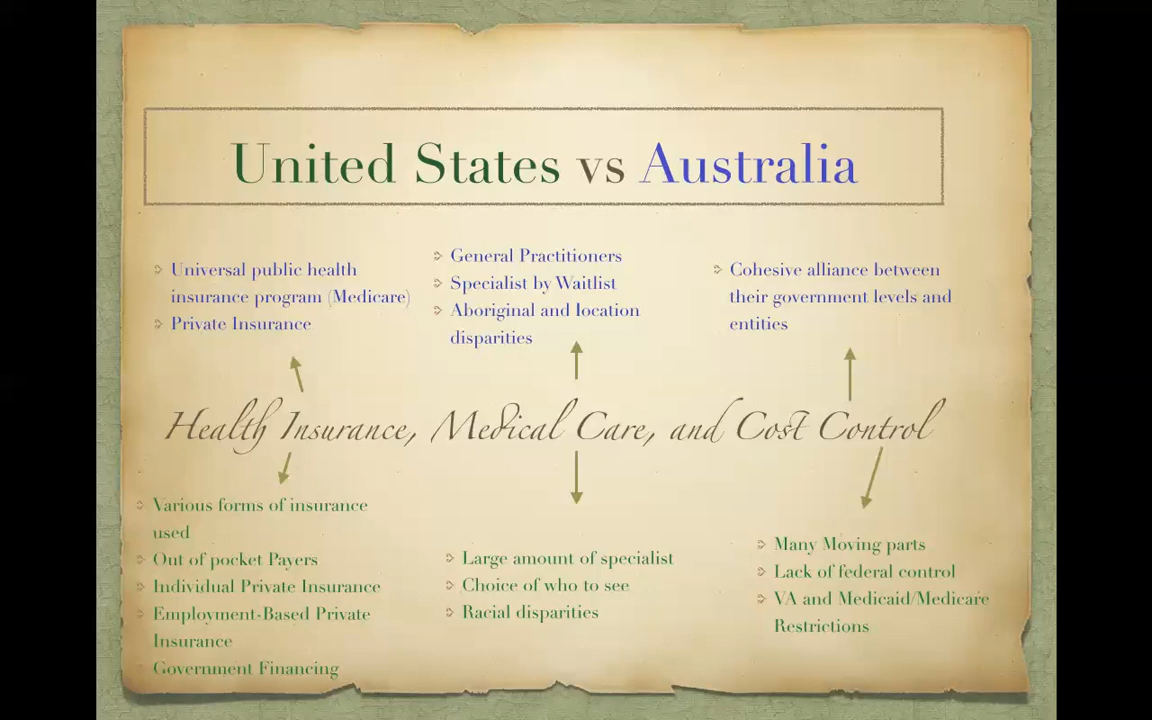 United States vs Australia
Universal public health
insurance program (Medicare)
Private Insurance
General Practitioners
Specialist by Waitlist
Aboriginal and location
disparities
Cohesive alliance between
their government levels and
entities
Health Insurance, Medical Care, and Cost Control
Various forms of insurance
used
Out of pocket Payers
Individual Private Insurance
Employment-Based Private
Insurance
Government Financing
Large amount of specialist
Choice of who to see
Racial disparities
Many Moving parts
Lack of federal control
VA and Medicaid/Medicare
Restrictions